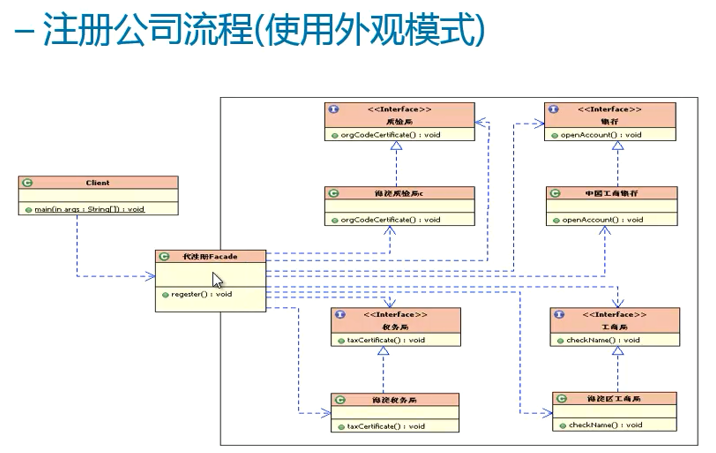 – 注册公司流程(使用外观模式)
<<Interface>>
质检局
orgCodeCertificate() : void
<<Interface>>
银行
openAccount() : void
Client
main(in args : String[]) : void
海淀质检局c
orgCodeCertificate() : void
中国工商银行
openAccount() : void
代注册Facade
regester() : void
<<Interface>>
税务局
taxCertificate() : void
<<Interface>>
工商局
checkName() : void
海淀税务局
taxCertificate() : void
海淀区工商局
checkName() : void